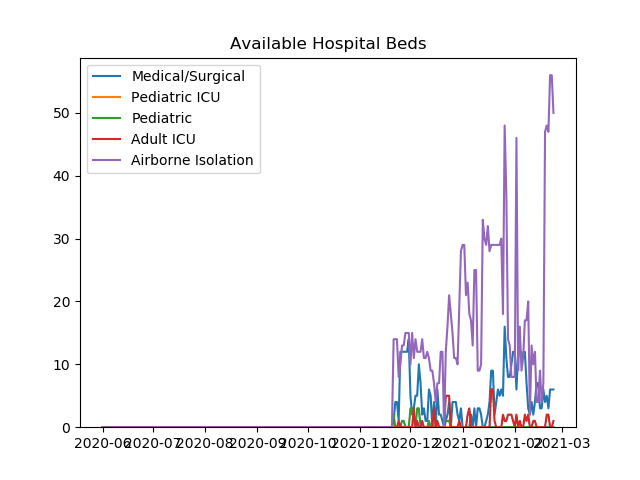 Available Hospital Beds
Medical/Surgical
Pediatric ICU
Pediatric
Adult ICU
Airborne Isolation
50
40
30
20
10
0
2020-06 2020-07 2020-08 2020-09 2020-10 2020-11 2020-12 2021-01 2021-02 2021-03